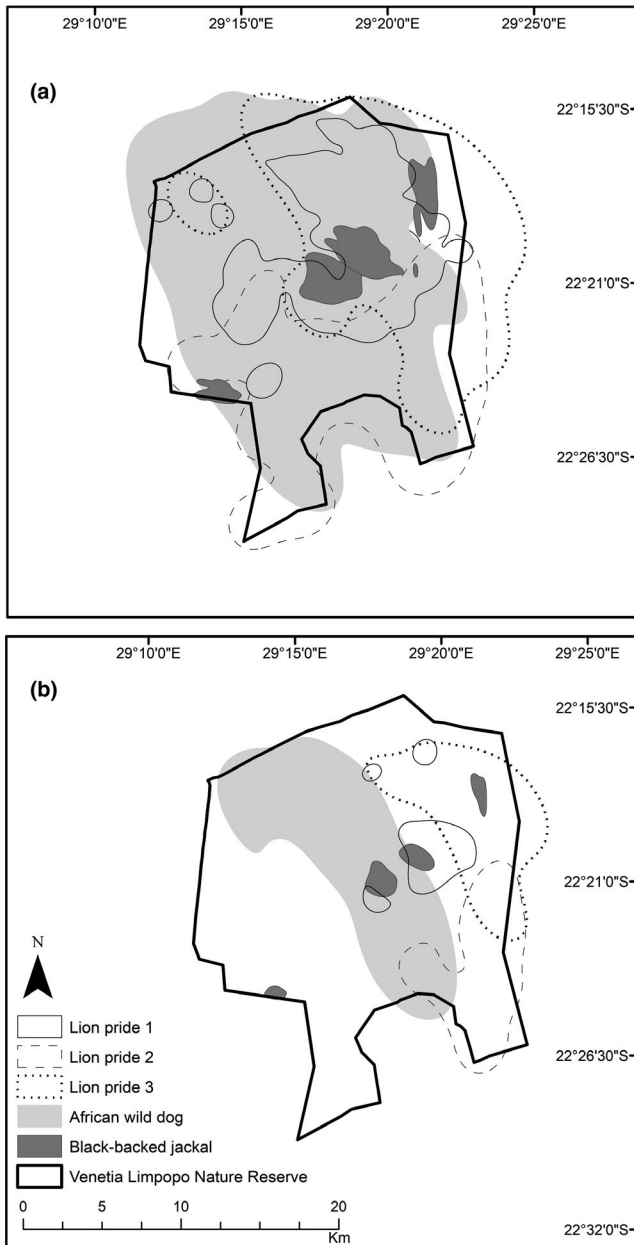 29°10'0"E 29°15'0"E 29°20'0"E 29°25'0"E
(a)
22°15'30"S
22°21'0"S
22°26'30"S
29°10'0"E 29°15'0"E 29°20'0"E 29°25'0"E
(b)
22°15'30"S
22°21'0"S
N
Lion pride 1
Lion pride 2
Lion pride 3
22°26'30"S
African wild dog
Black-backed jackal
Venetia Limpopo Nature Reserve
0 5 10 20
Km
22°32'0"S